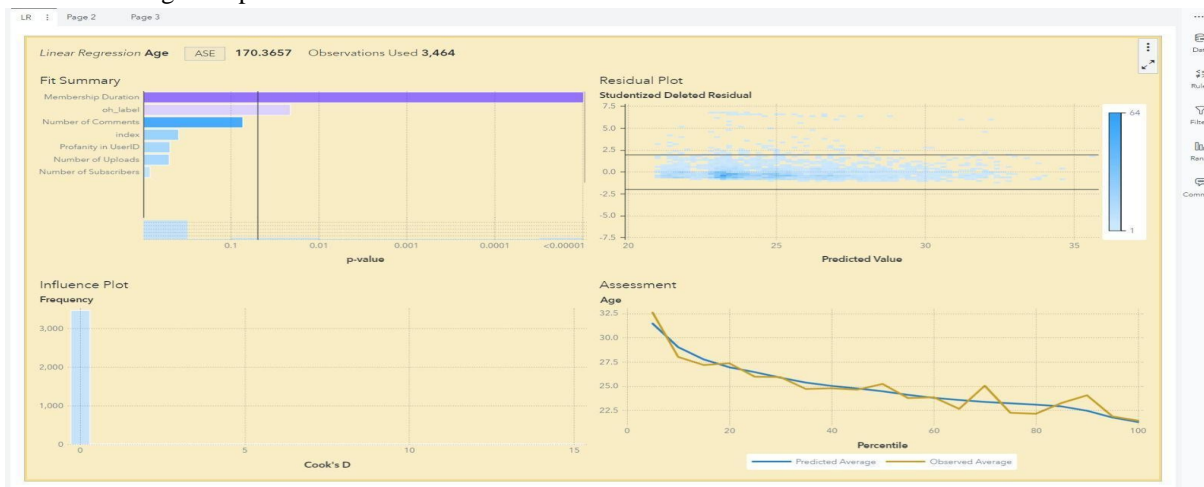 LR
Page 2
Page 3
Linear Regression Age ASE 170.3657 Observations Used 3,464
Fit Summary
Membership Duration
oh_label
Number of Comments
index
Profanity in UserID
Number of Uploads
Number of Subscribers
0.1 0.01 0.001 0.0001 <0.00001
p-value
Residual Plot
Studentized Deleted Residual
7.5
5.0
2.5
0.0
-2.5
-5.0
-7.5
20 25 30 35
Predicted Value
64
1
Influence Plot
Frequency
3,000
2,000
1,000
0
0 5 10 15
Cook's D
Assessment
Age
32.5
30.0
27.5
25.0
22.5
0 20 40 60 80 100
Percentile
Predicted Average Observed Average